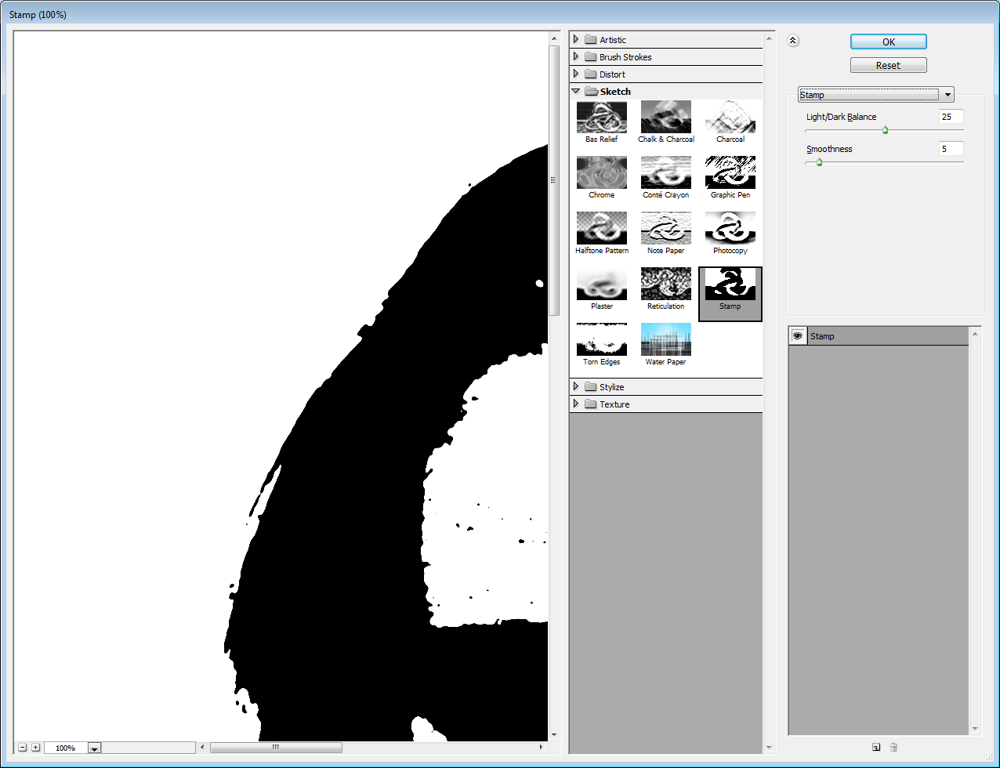 Stamp (100%)
Artistic
Brush Strokes
Distort
Sketch
Bas Relief
Chalk & Charcoal
Charcoal
Chrome
Conté Crayon
Graphic Pen
Halftone Pattern
Note Paper
Photocopy
Plaster
Reticulation
Stamp
Torn Edges
Water Paper
Stylize
Texture
OK
Reset
Stamp
Light/Dark Balance 25
Smoothness 5
Stamp
100%